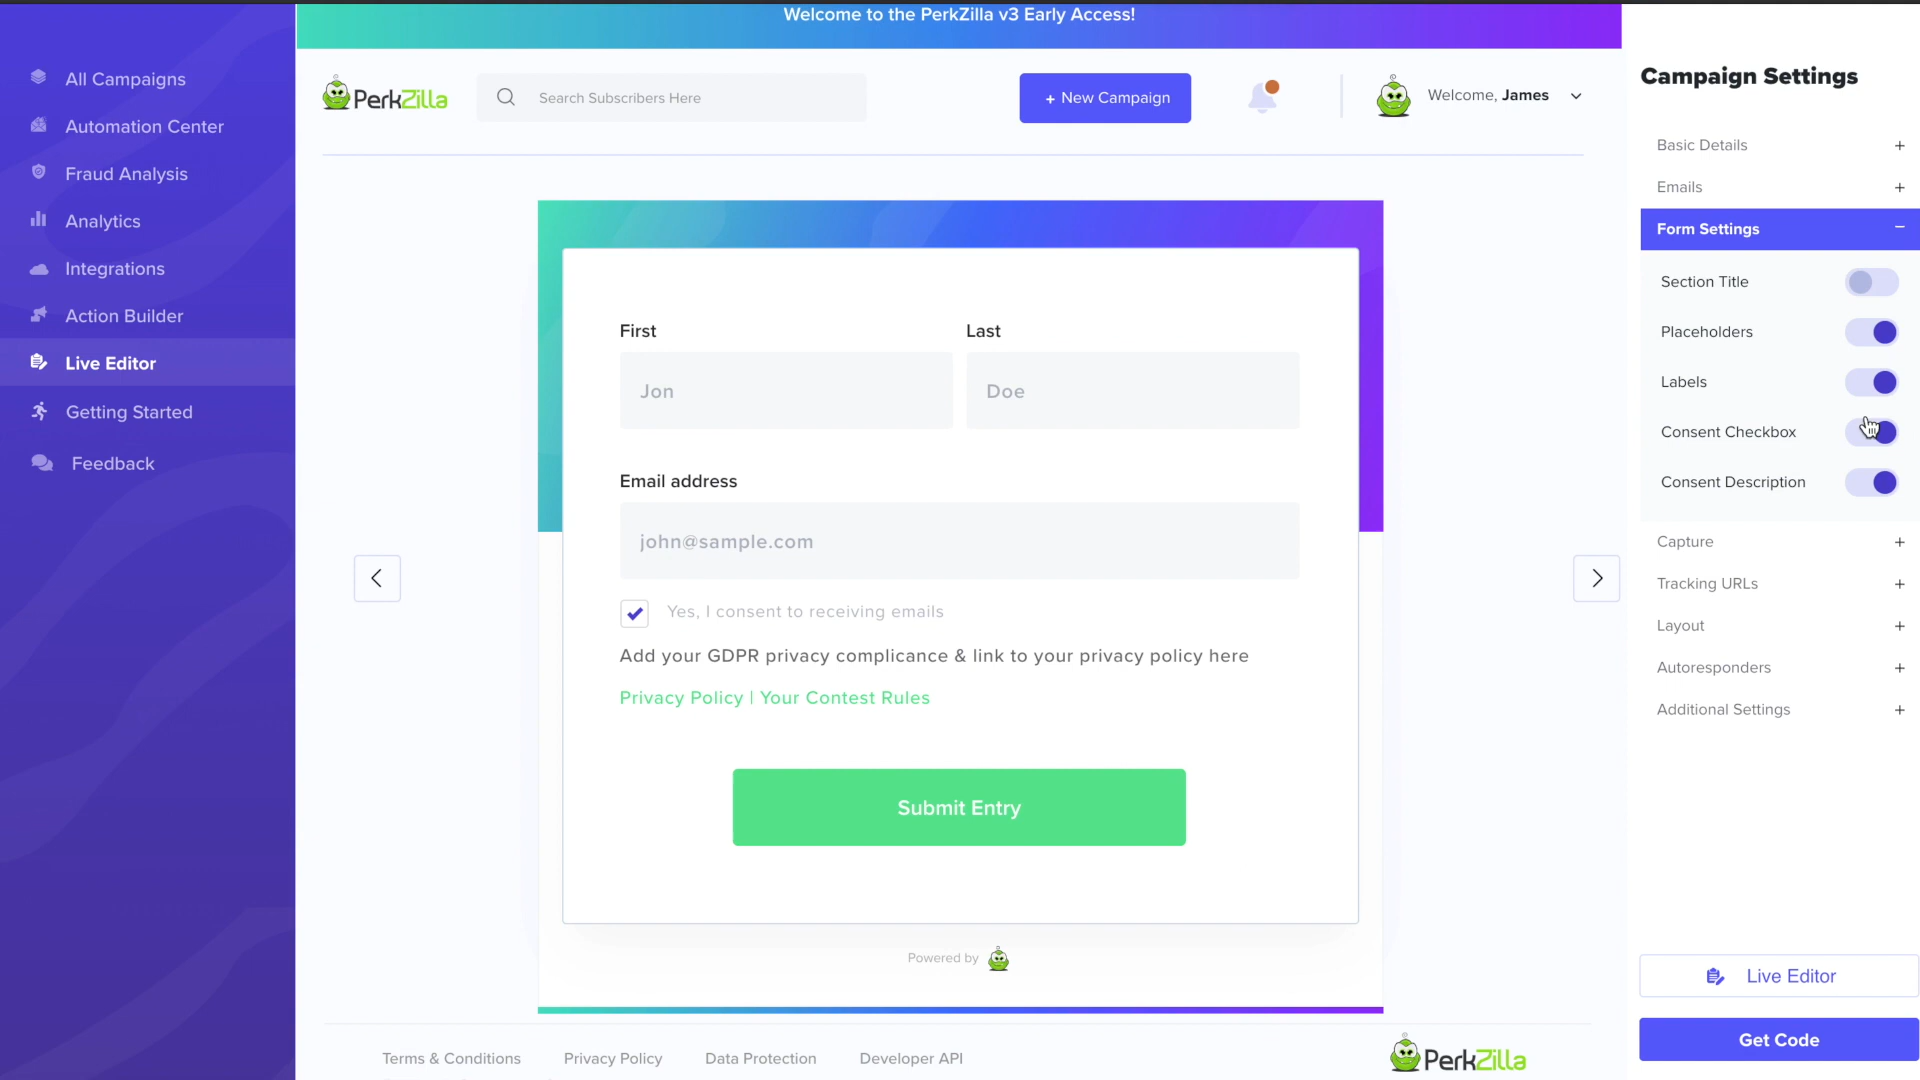 Welcome to the PerkZilla v3 Early Access!
All Campaigns
Automation Center
Fraud Analysis
Analytics
Integrations
Action Builder
Live Editor
Getting Started
Feedback
PerkZilla
Search Subscribers Here
+ New Campaign
Welcome, James
First
Last
Jon
Doe
Email address
john@sample.com
Yes, I consent to receiving emails
Add your GDPR privacy complicance & link to your privacy policy here
Privacy Policy | Your Contest Rules
Submit Entry
Powered by
Terms & Conditions
Privacy Policy
Data Protection
Developer API
PerkZilla
Campaign Settings
Basic Details +
Emails +
Form Settings −
Section Title
Placeholders
Labels
Consent Checkbox
Consent Description
Capture +
Tracking URLs +
Layout +
Autoresponders +
Additional Settings +
Live Editor
Get Code